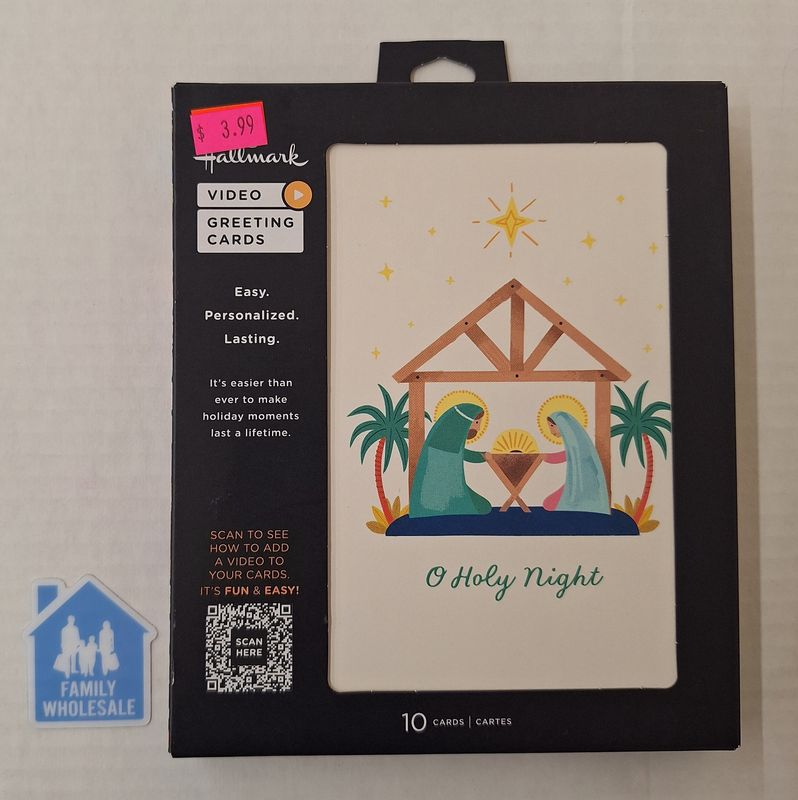 $ 3.99
Hallmark
VIDEO
GREETING
CARDS
Easy.
Personalized.
Lasting.
It's easier than
ever to make
holiday moments
last a lifetime.
SCAN TO SEE
HOW TO ADD
A VIDEO TO
YOUR CARDS.
IT'S FUN & EASY!
SCAN
HERE
O Holy Night
10 CARDS | CARTES
FAMILY
WHOLESALE